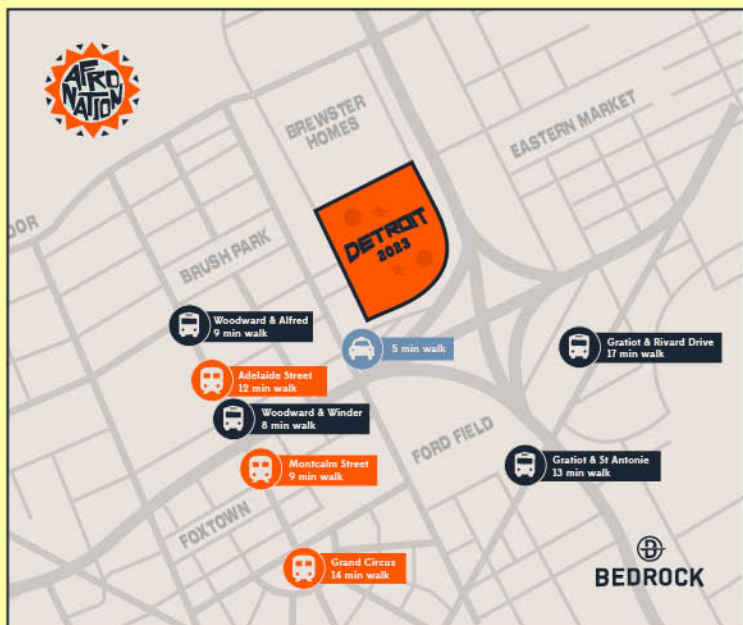 AFRO
NATION
BREWSTER
HOMES
EASTERN MARKET
DOR
BRUSH PARK
DETROIT
2023
Woodward & Alfred
9 min walk
5 min walk
Gratiot & Rivard Drive
17 min walk
Adelaide Street
12 min walk
Woodward & Winder
8 min walk
FORD FIELD
Montcalm Street
9 min walk
Gratiot & St Antonie
13 min walk
FOXTOWN
Grand Circus
14 min walk
BEDROCK